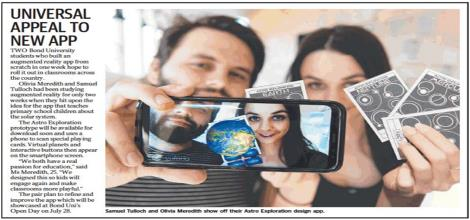 UNIVERSAL
APPEAL TO
NEW APP
TWO Bond University
students who built an
augmented reality app from
scratch in one week hope to
roll it out in classrooms across
the country.
Olivia Meredith and Samuel
Tulloch had been studying
augmented reality for only two
weeks when they hit upon the
idea for the app that teaches
primary school children about
the solar system.
The Astro Exploration
prototype will be available for
download soon and uses a
phone to scan special playing
cards. Virtual planets and
interactive buttons then appear
on the smartphone screen.
"We both have a real
passion for education," said
Ms Meredith, 25. "We
designed this so kids will
engage again and make
classrooms more playful."
The pair plan to refine and
improve the app which will be
showcased at Bond Uni's
Open Day on July 28.
Samuel Tulloch and Olivia Meredith show off their Astro Exploration design app.